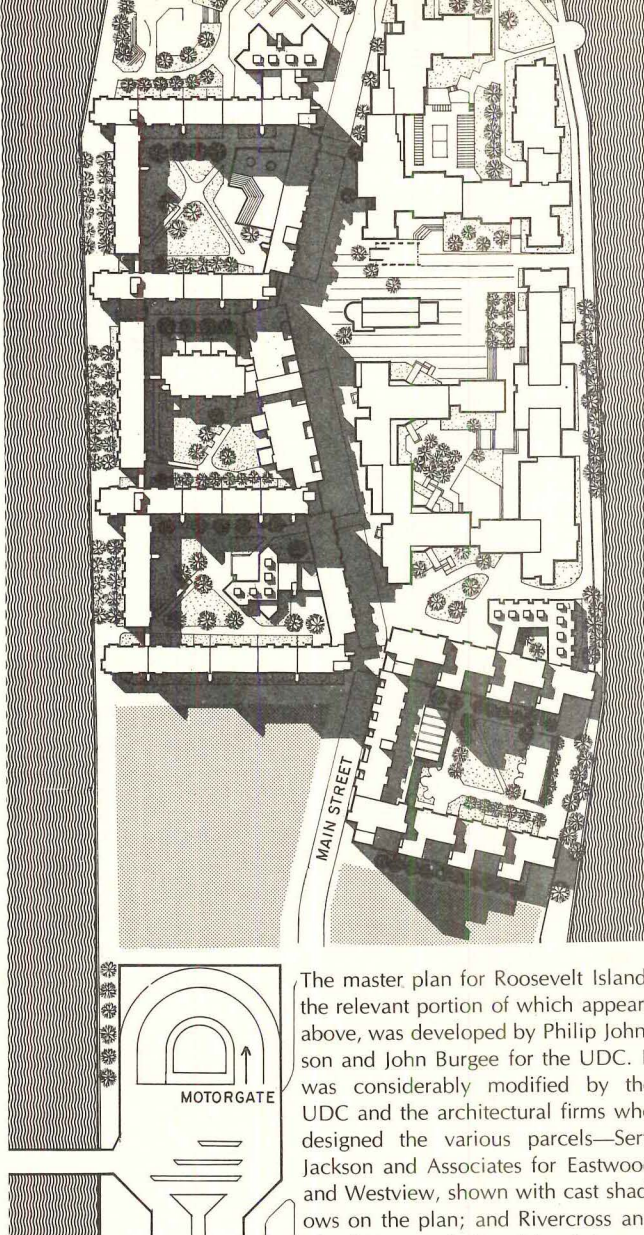 MAIN STREET
MOTORGATE
The master plan for Roosevelt Island
the relevant portion of which appear
above, was developed by Philip John
son and John Burgee for the UDC.
was considerably modified by th
UDC and the architectural firms wh
designed the various parcels—Ser
Jackson and Associates for Eastwoo
and Westview, shown with cast shad
ows on the plan; and Rivercross an